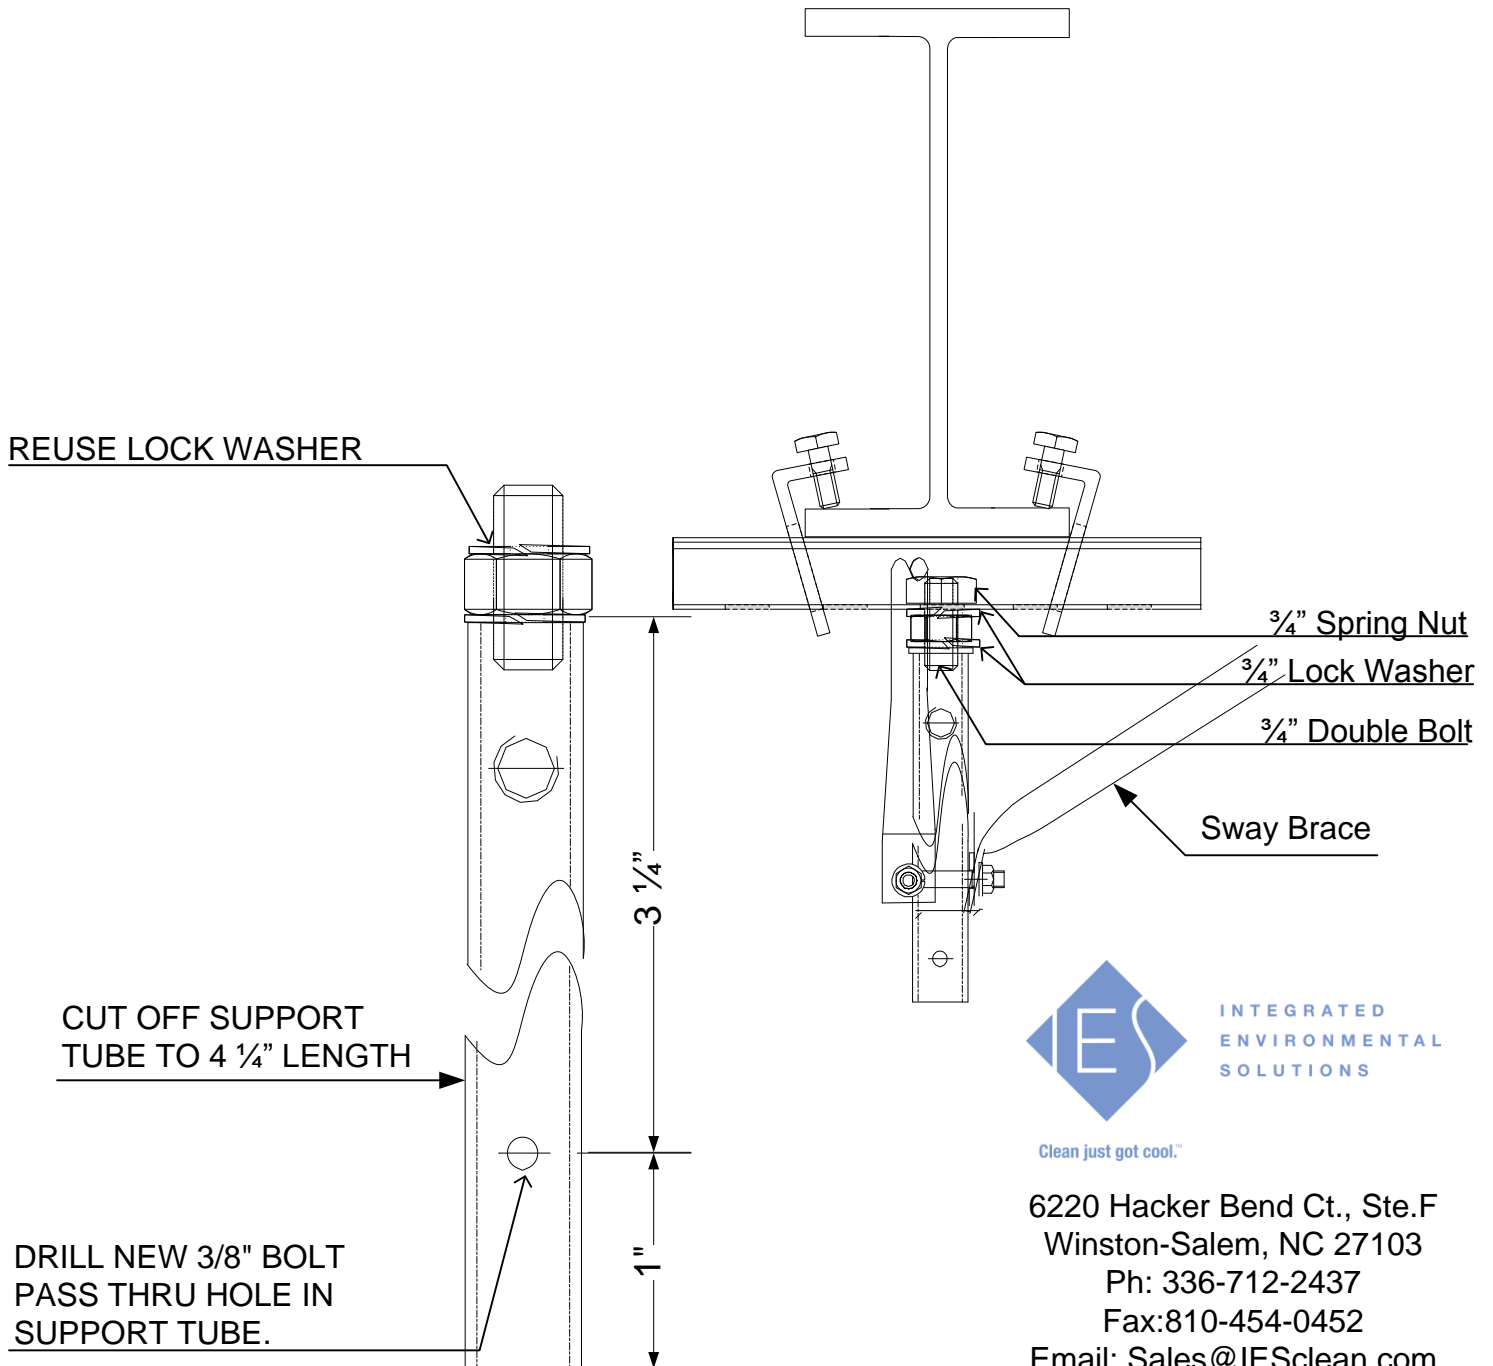 REUSE LOCK WASHER
¾” Spring Nut
¾” Lock Washer
¾” Double Bolt
Sway Brace
3 ¼”
CUT OFF SUPPORT
TUBE TO 4 ¼” LENGTH
1"
DRILL NEW 3/8" BOLT
PASS THRU HOLE IN
SUPPORT TUBE.
IES
INTEGRATED
ENVIRONMENTAL
SOLUTIONS
Clean just got cool.™
6220 Hacker Bend Ct., Ste.F
Winston-Salem, NC 27103
Ph: 336-712-2437
Fax:810-454-0452
Email: Sales@IESclean.com